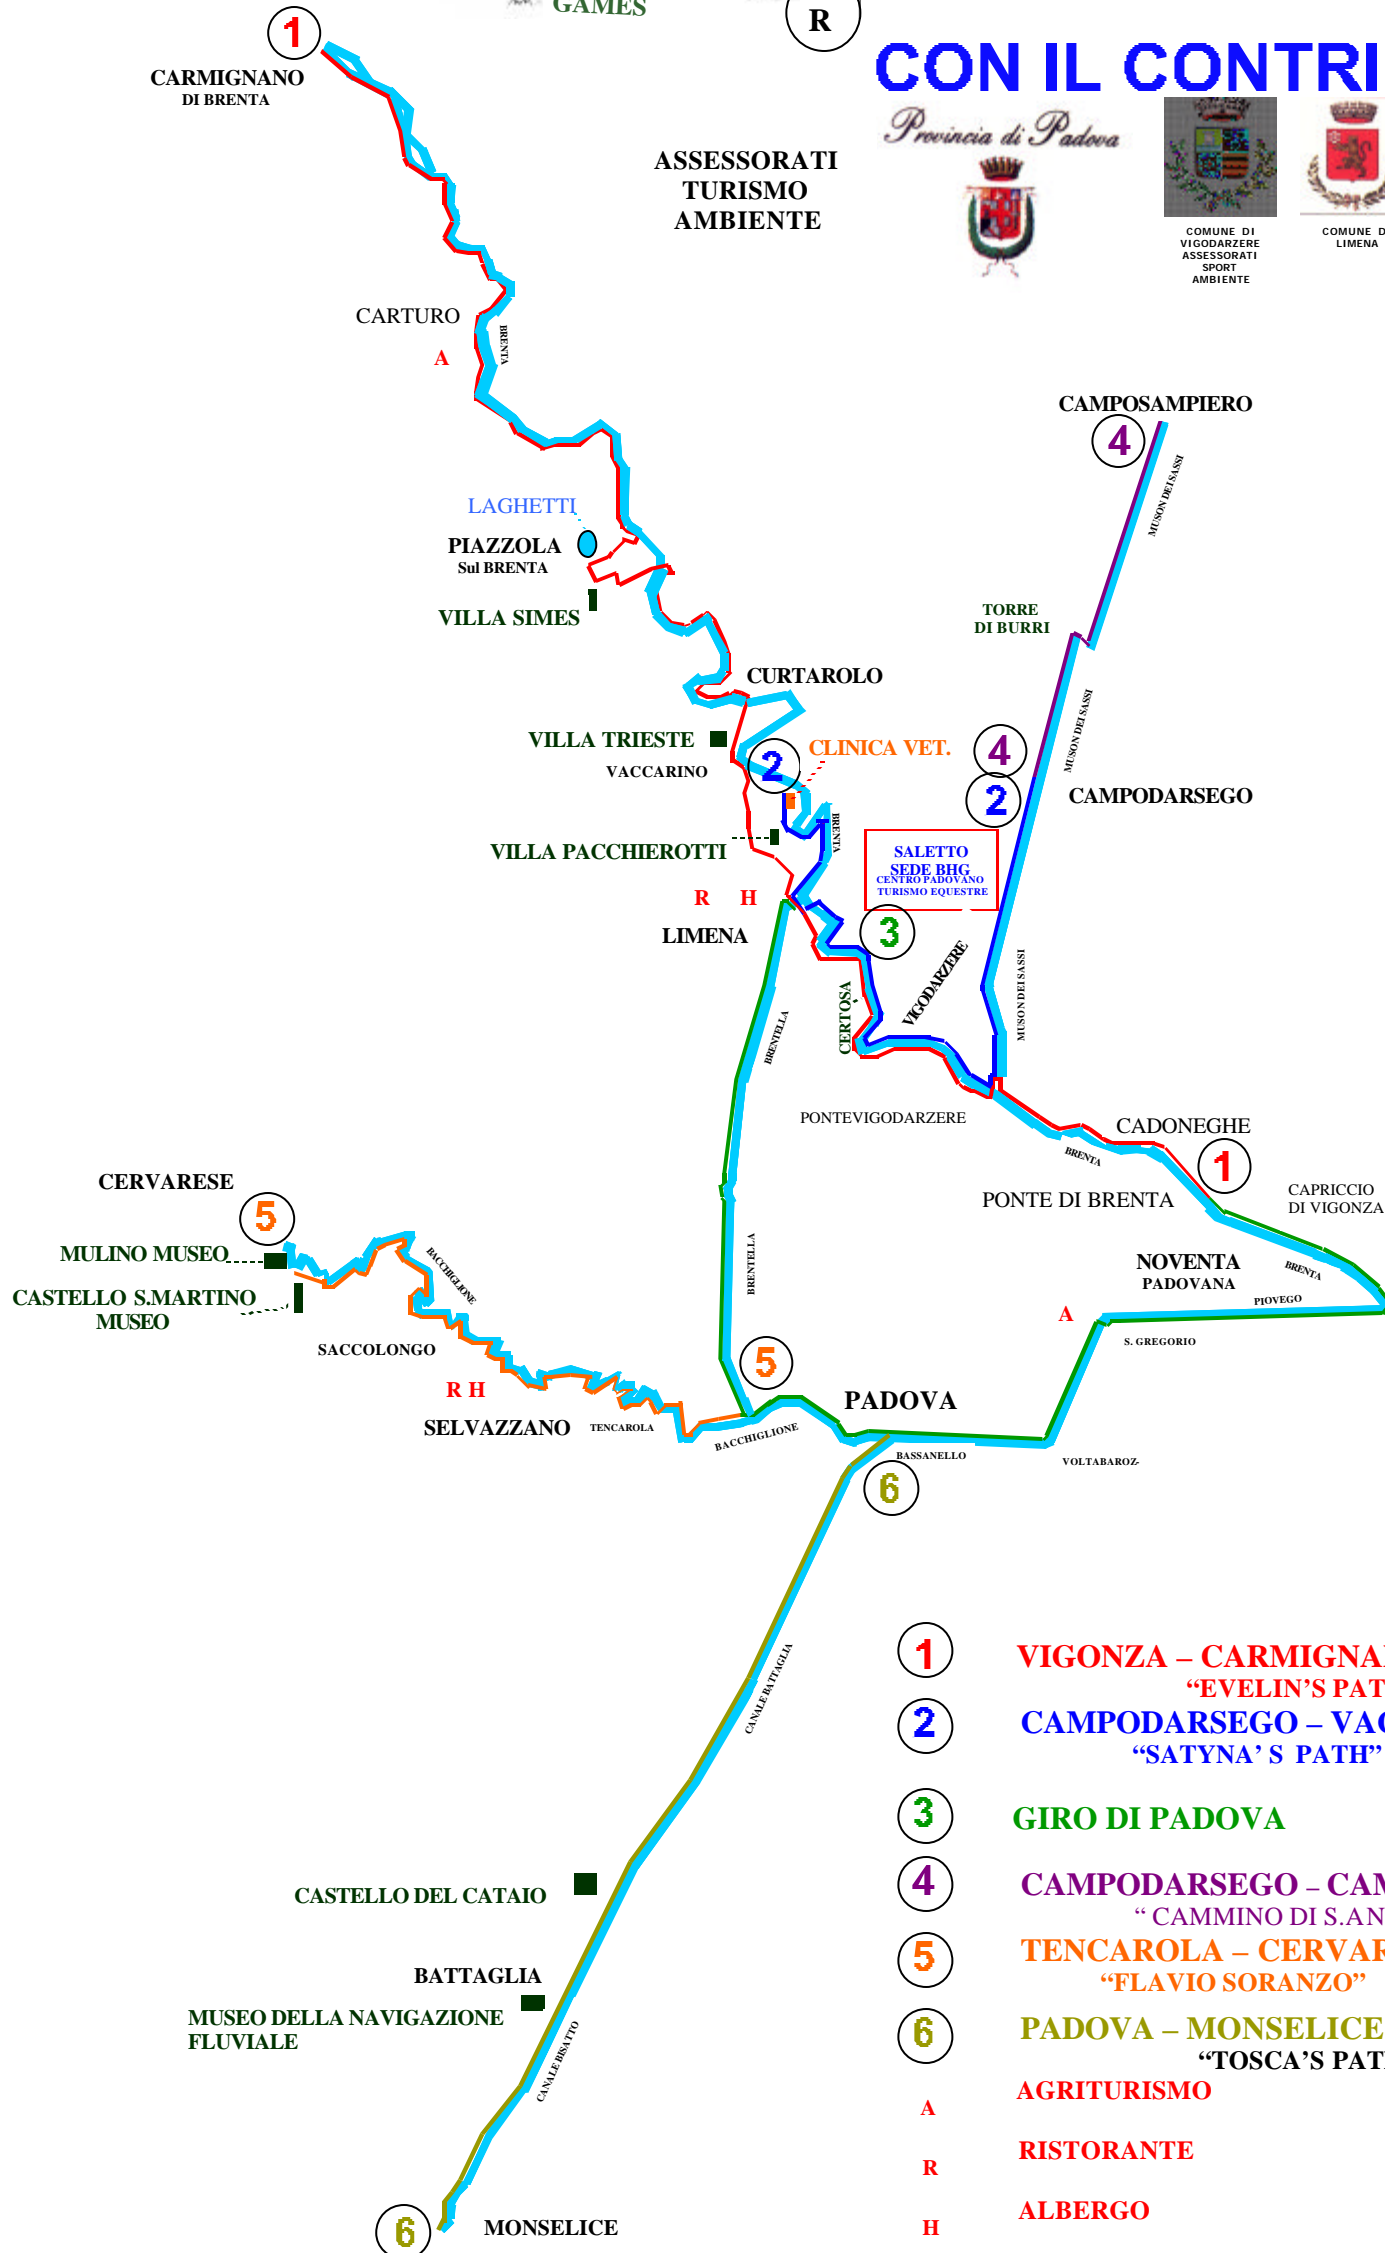 GAMES
R
1
CARMIGNANO
DI BRENTA
CON IL CONTRI
Provincia di Padova
ASSESSORATI
TURISMO
AMBIENTE
COMUNE DI
VIGODARZERE
ASSESSORATI
SPORT
AMBIENTE
COMUNE D
LIMENA
CARTURO
A
BRENTA
CAMPOSAMPIERO
4
MUSON DEI SASSI
LAGHETTI
PIAZZOLA
Sul BRENTA
VILLA SIMES
TORRE
DI BURRI
CURTAROLO
MUSON DEI SASSI
VILLA TRIESTE
VACCARINO
2
CLINICA VET.
4
2
CAMPODARSEGO
VILLA PACCHIEROTTI
BRENTA
SALETTO
SEDE BHG
CENTRO PADOVANO
TURISMO EQUESTRE
R H
LIMENA
3
VIGODARZERE
CERTOSA
MUSON DEI SASSI
BRENTELLA
PONTEVIGODARZERE
CADONEGHE
BRENTA
1
PONTE DI BRENTA
CAPRICCIO
DI VIGONZA
CERVARESE
5
MULINO MUSEO
CASTELLO S.MARTINO
MUSEO
BACCHIGLIONE
BRENTELLA
NOVENTA
PADOVANA
BRENTA
PIOVEGO
A
S. GREGORIO
SACCOLONGO
R H
SELVAZZANO
TENCAROLA
5
BACCHIGLIONE
PADOVA
BASSANELLO
VOLTABAROZ-
6
CANALE BATTAGLIA
1
VIGONZA – CARMIGNA
“EVELIN’S PAT
2
CAMPODARSEGO – VAC
“SATYNA’ S PATH”
3
GIRO DI PADOVA
4
CAMPODARSEGO – CAM
“ CAMMINO DI S.AN
5
TENCAROLA – CERVAR
“FLAVIO SORANZO”
6
PADOVA – MONSELICE
“TOSCA’S PAT
A
AGRITURISMO
R
RISTORANTE
H
ALBERGO
CASTELLO DEL CATAIO
BATTAGLIA
MUSEO DELLA NAVIGAZIONE
FLUVIALE
CANALE BISATTO
6
MONSELICE